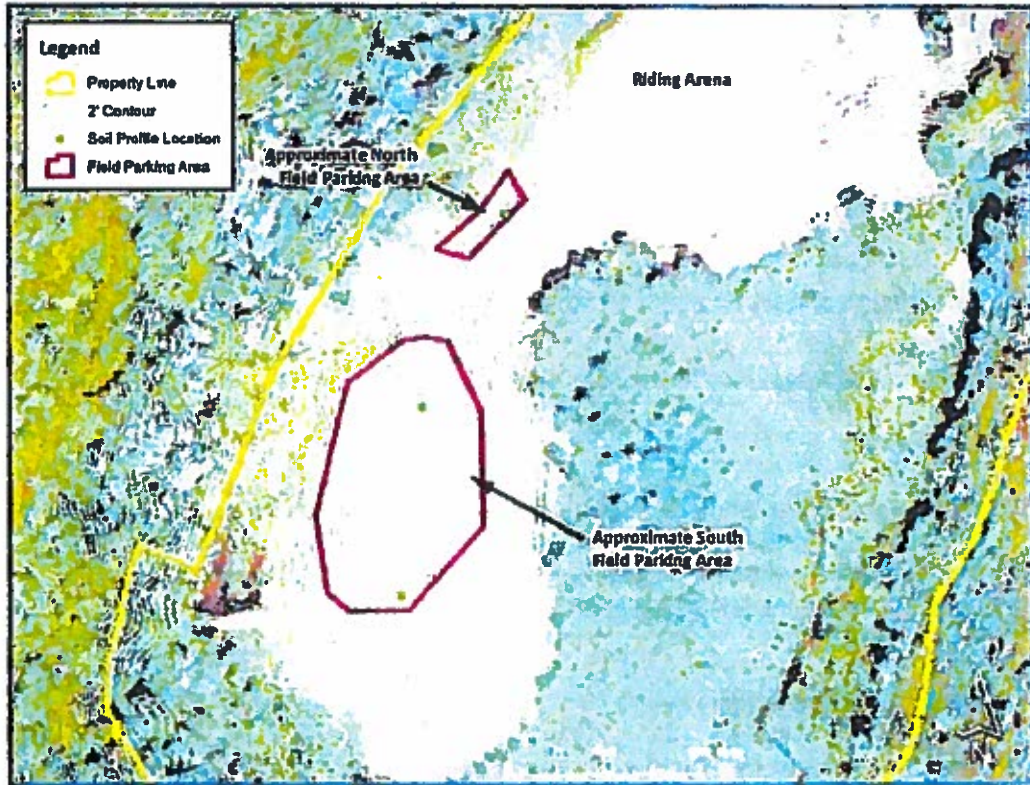 Legend
Property Line
2' Contour
Soil Profile Location
Field Parking Area
Riding Arena
Approximate North
Field Parking Area
Approximate South
Field Parking Area